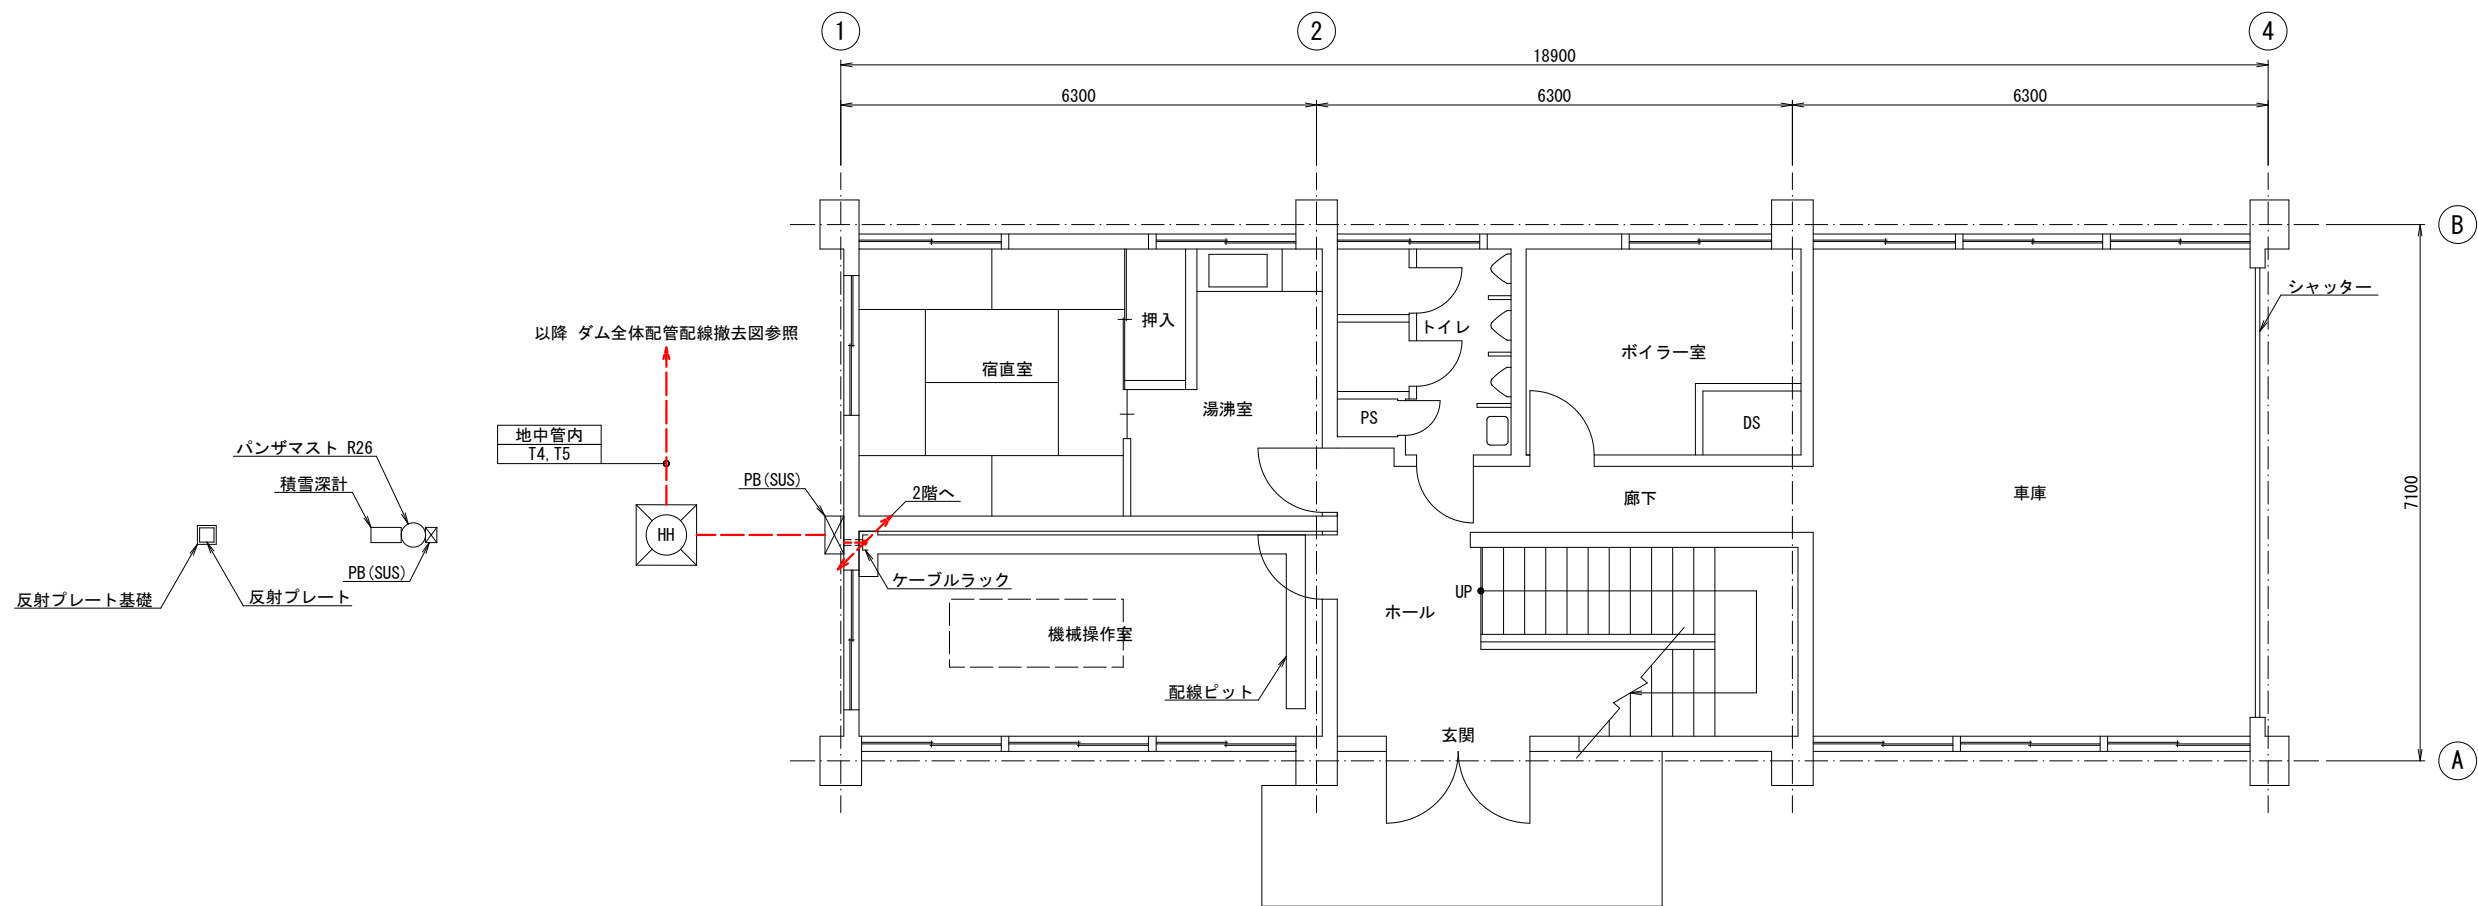 1
2
4
18900
6300
6300
6300
B
シャッター
以降 ダム全体配管配線撤去図参照
押入
トイレ
ボイラー室
宿直室
湯沸室
PS
DS
地中管内
T4,T5
パンザマスト R26
積雪深計
PB(SUS)
2階へ
廊下
車庫
7100
HH
PB(SUS)
ケーブルラック
反射プレート基礎
反射プレート
UP
ホール
機械操作室
配線ピット
玄関
A